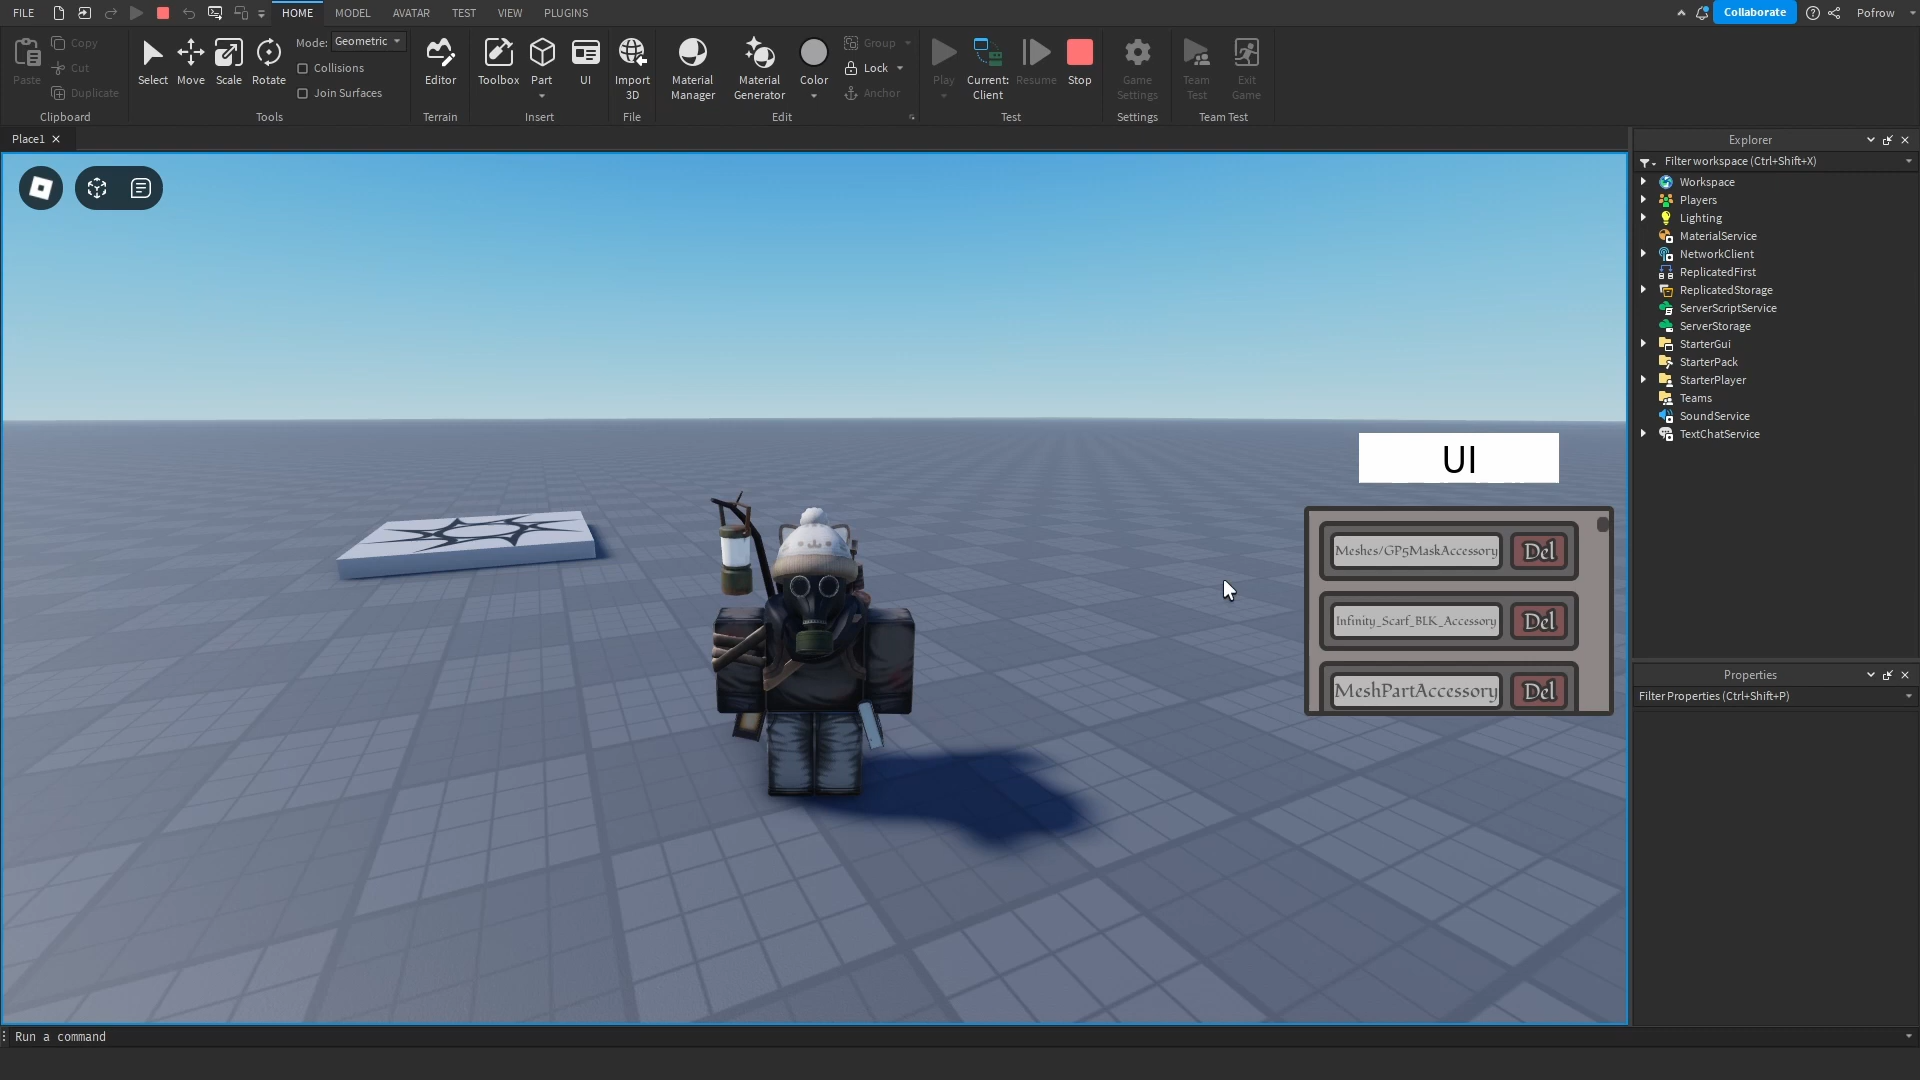 FILE HOME MODEL AVATAR TEST VIEW PLUGINS Collaborate Pofrow
Paste Copy Cut Duplicate
Clipboard
Select Move Scale Rotate
Mode: Geometric
Collisions
Join Surfaces
Tools
Editor
Terrain
Toolbox Part UI
Insert
Import
3D
File
Material
Manager
Material
Generator
Color
Group
Lock
Anchor
Edit
Play
Current:
Client
Resume
Stop
Test
Game
Settings
Settings
Team
Test
Exit
Game
Team Test
Place1
UI
Meshes/GP5MaskAccessory Del
Infinity_Scarf_BLK_Accessory Del
MeshPartAccessory Del
Explorer
Filter workspace (Ctrl+Shift+X)
Workspace
Players
Lighting
MaterialService
NetworkClient
ReplicatedFirst
ReplicatedStorage
ServerScriptService
ServerStorage
StarterGui
StarterPack
StarterPlayer
Teams
SoundService
TextChatService
Properties
Filter Properties (Ctrl+Shift+P)
Run a command